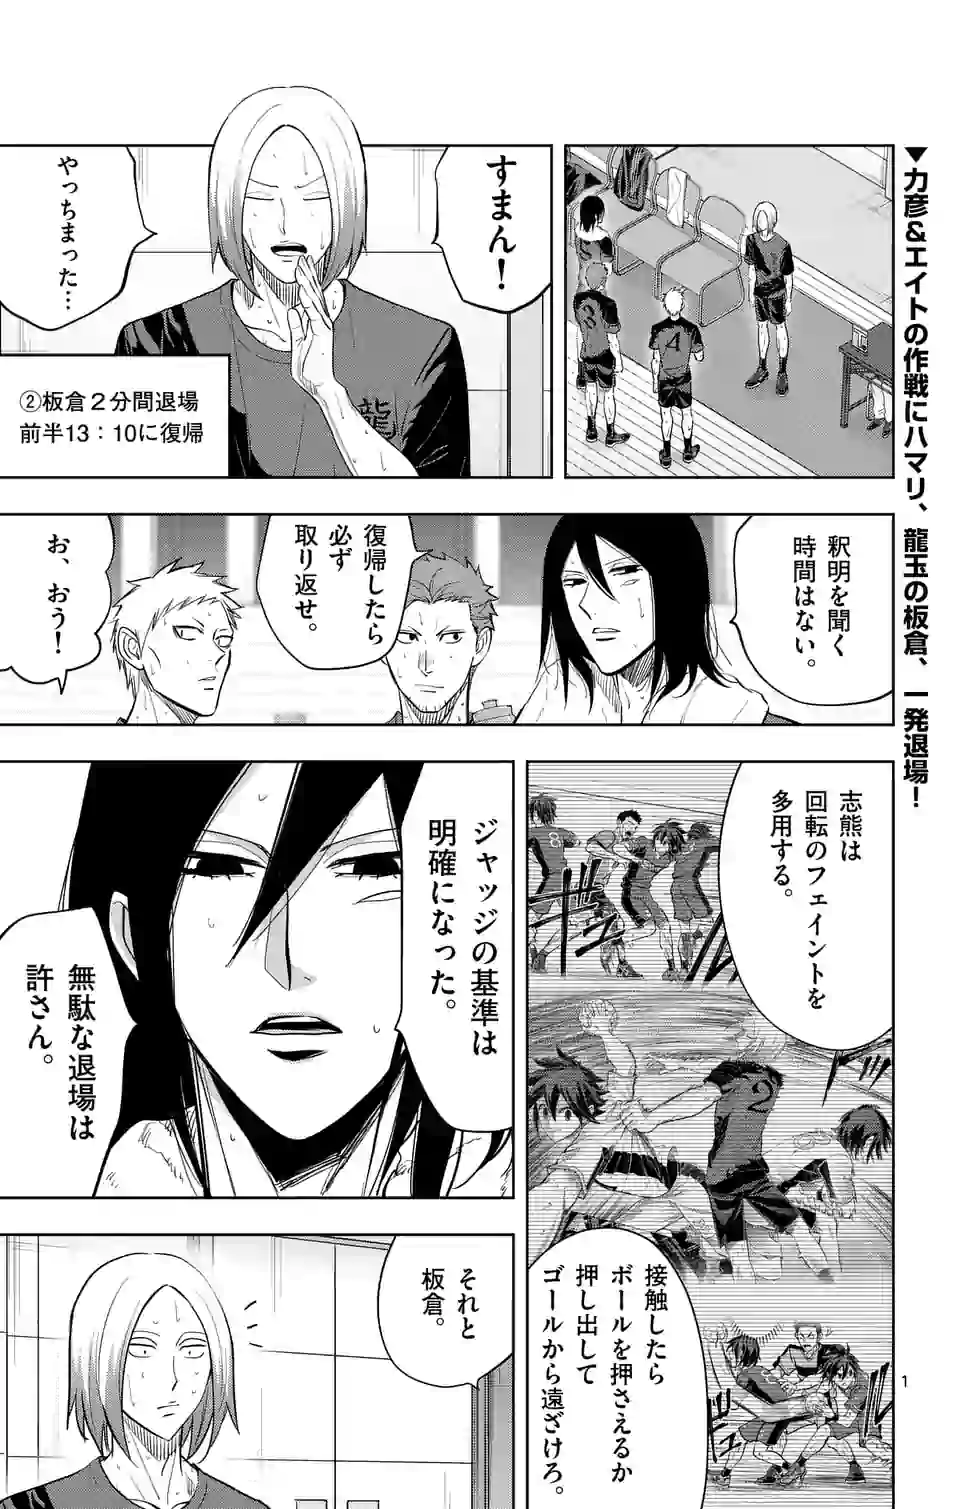 ▼力彦&エイトの作戦にハマリ、龍玉の板倉、一発退場!
すまん!
やっちまった…
②板倉2分間退場
前半13:10に復帰
龍
4
3
釈明を聞く
時間はない。
復帰したら
必ず
取り返せ。
お、おう!
志熊は
回転のフェイントを
多用する。
8
2
接触したら
ボールを押さえるか
押し出して
ゴールから遠ざけろ。
ジャッジの基準は
明確になった。
無駄な退場は
許さん。
それと
板倉。
1